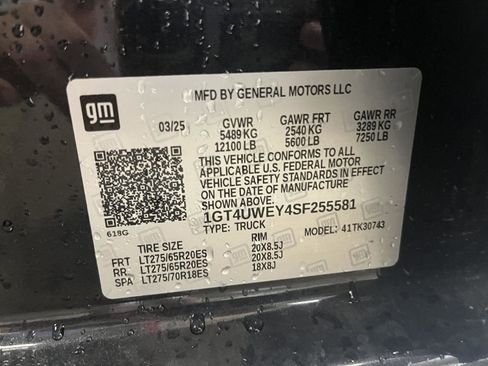 gm
MFD BY GENERAL MOTORS LLC
03/25 GVWR GAWR FRT GAWR RR
5489 KG 2540 KG 3289 KG
12100 LB 5600 LB 7250 LB
THIS VEHICLE CONFORMS TO ALL
APPLICABLE U.S. FEDERAL MOTOR
VEHICLE SAFETY STANDARDS IN
EFFECT ON THE DATE OF MANUFACTURE
SHOWN ABOVE.
1GT4UWEY4SF255581
618G TYPE: TRUCK MODEL: 41TK30743
TIRE SIZE RIM
FRT LT275/65R20ES 20X8.5J
RR LT275/65R20ES 20X8.5J
SPA LT275/70R18ES 18X8J